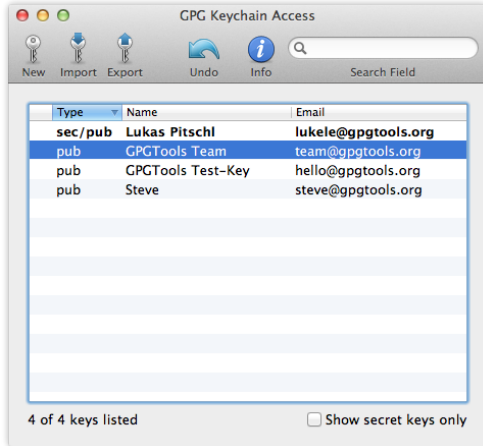 GPG Keychain Access
New Import Export Undo Info Search Field
Type Name Email
sec/pub Lukas Pitschl lukele@gpgtools.org
pub GPGTools Team team@gpgtools.org
pub GPGTools Test-Key hello@gpgtools.org
pub Steve steve@gpgtools.org
4 of 4 keys listed Show secret keys only